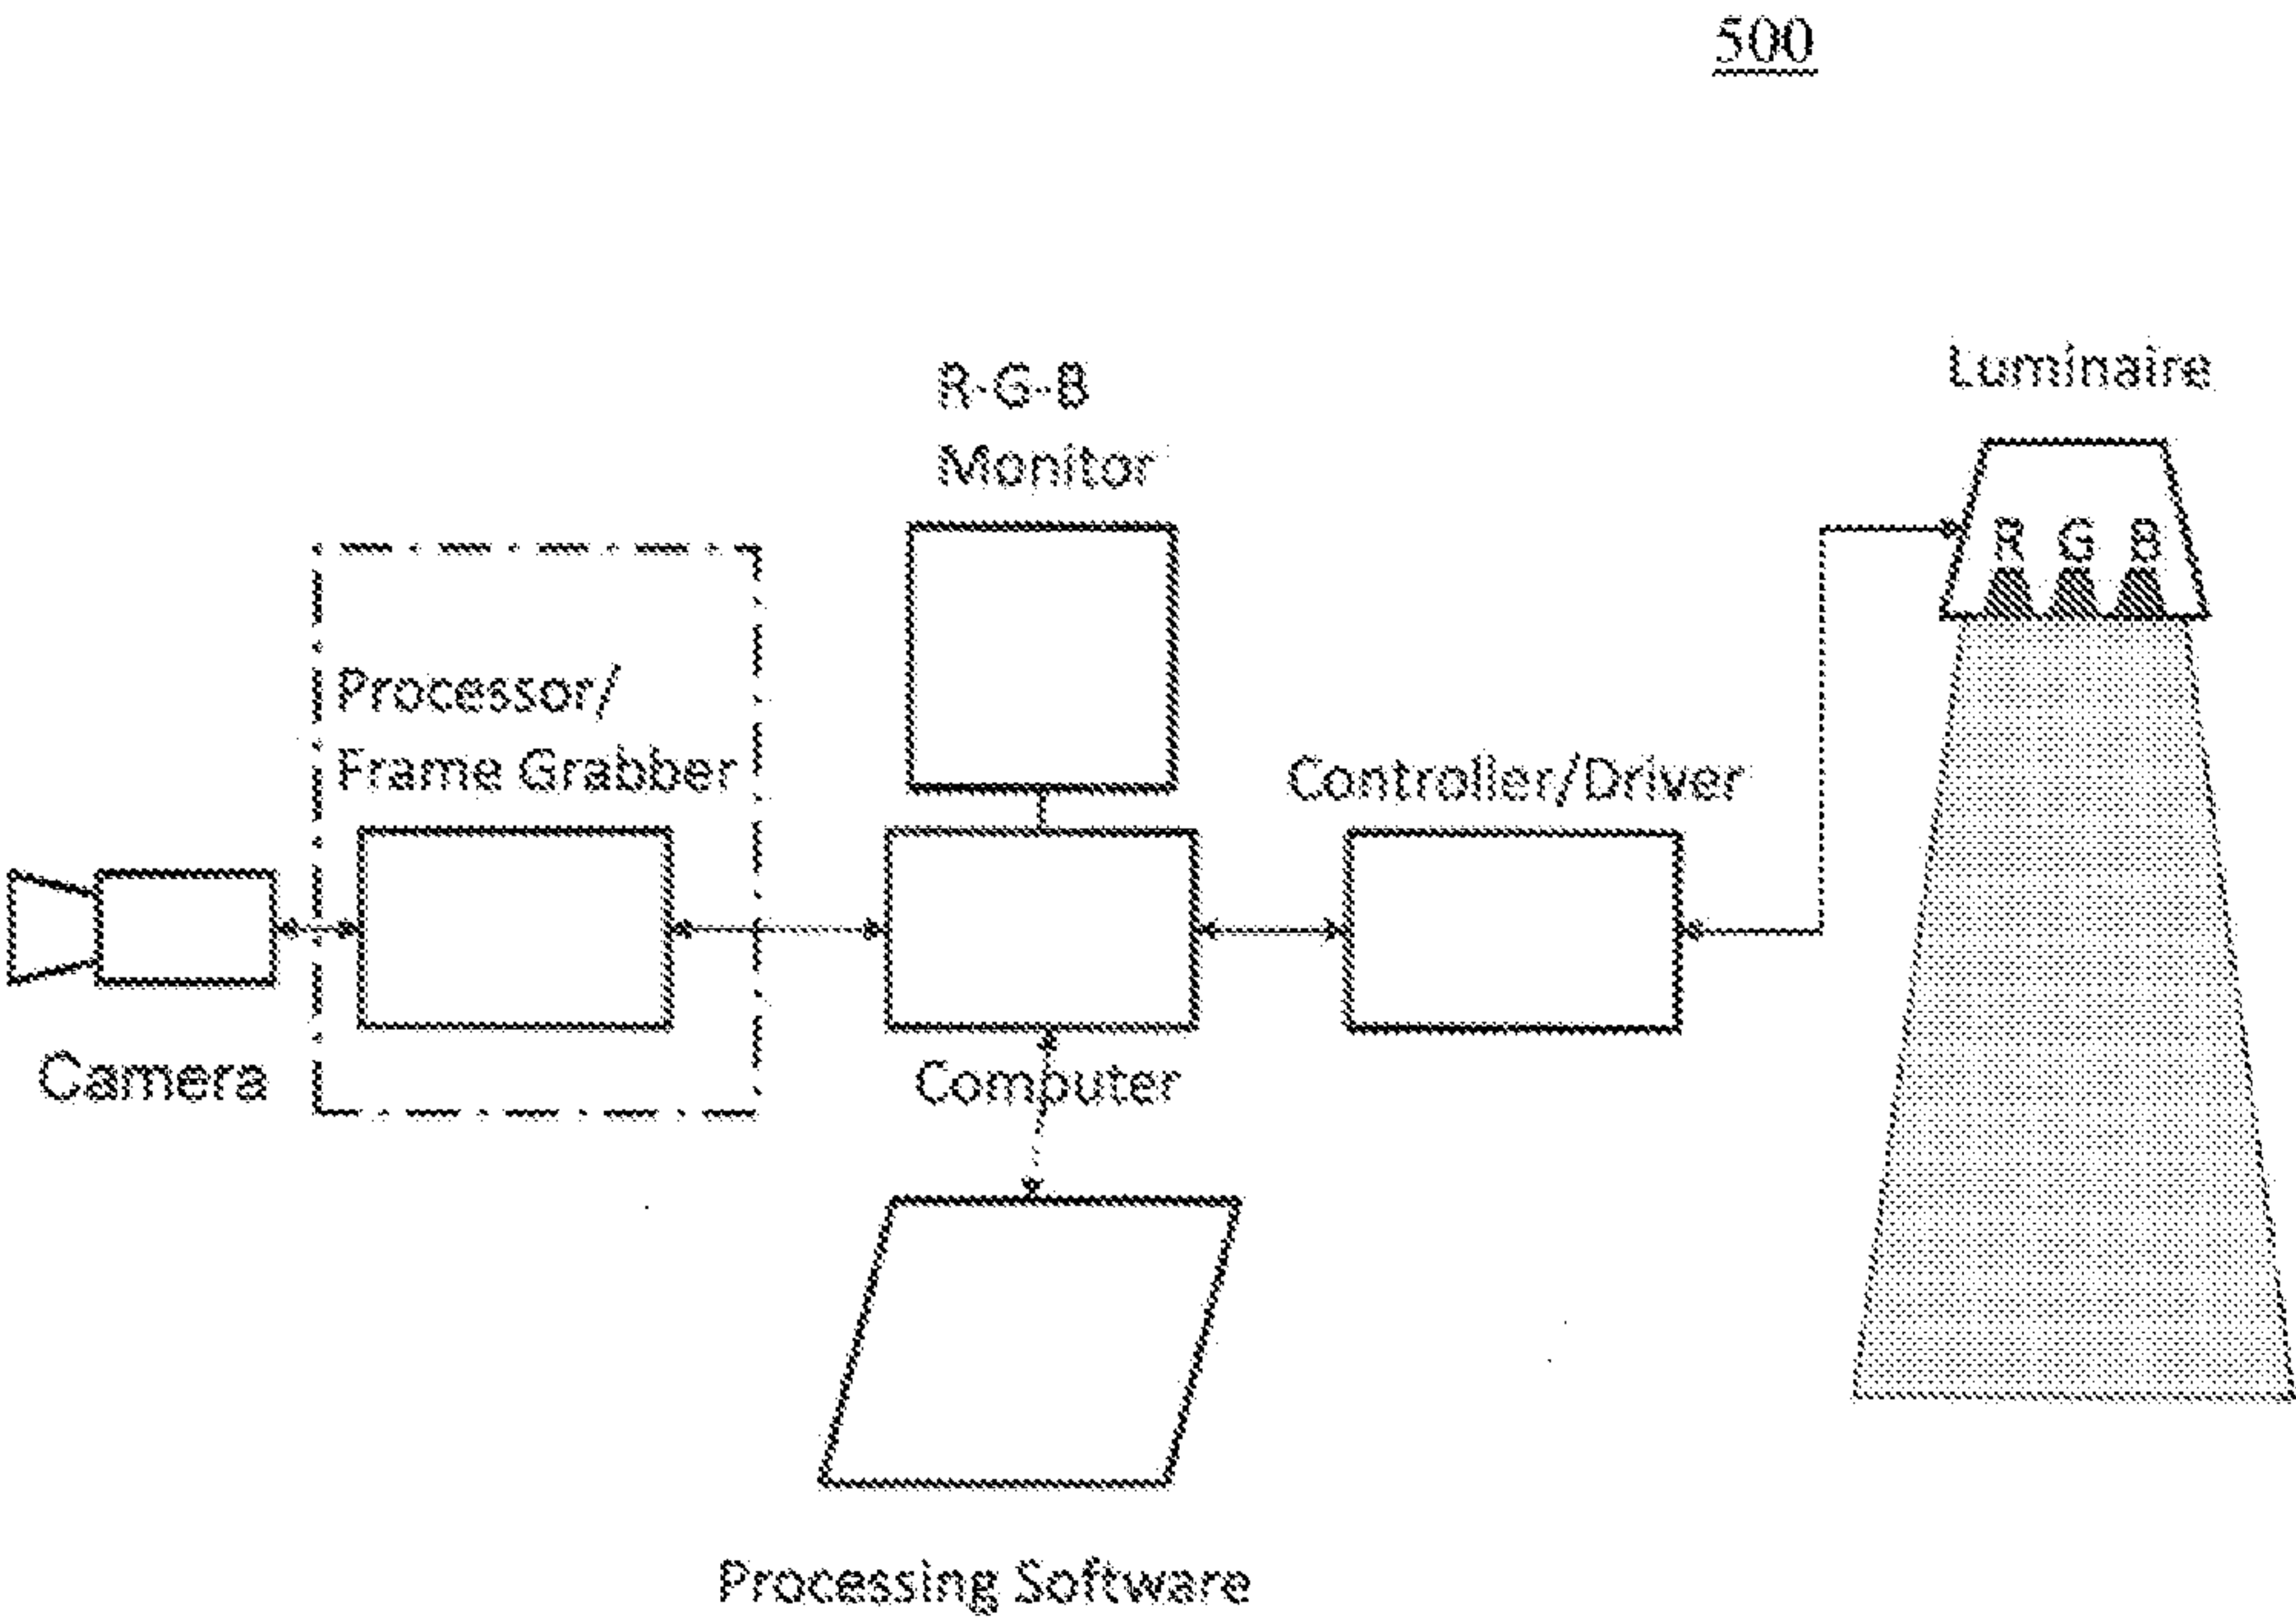 500
Luminaire
R-G-B
Monitor
R G B
Processor/
Frame Grabber
Controller/Driver
Camera
Computer
Processing Software